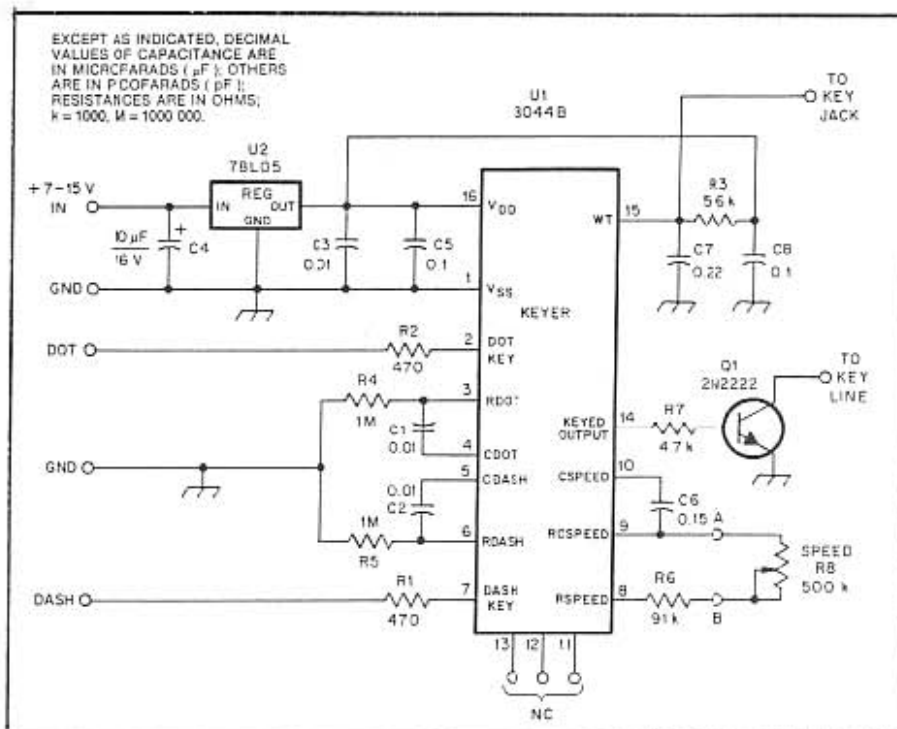 EXCEPT AS INDICATED, DECIMAL
VALUES OF CAPACITANCE ARE
IN MICROFARADS ( µF ); OTHERS
ARE IN PICOFARADS ( pF );
RESISTANCES ARE IN OHMS;
k = 1000, M = 1000 000.
TO
KEY
JACK
U1
3044B
U2
78L05
+7-15 V
IN
REG
IN OUT
GND
10 µF
16 V
+
C4
C3
0.01
C5
0.1
16
VDD
WT
15
R3
56k
C7
0.22
C8
0.1
GND
1
VSS
KEYER
DOT
R2
470
2
DOT
KEY
R4
1M
3
RDOT
C1
0.01
4
CDOT
TO
KEY
LINE
Q1
2N2222
KEYED
OUTPUT
14
R7
GND
5
CDASH
0.01
C2
CSPEED
10
C6
0.15
1M
R5
6
RDASH
RCSPEED
9
A
SPEED
R8
500 k
DASH
R1
470
7
DASH
KEY
RSPEED
8
R6
91k
B
13
12
11
NC